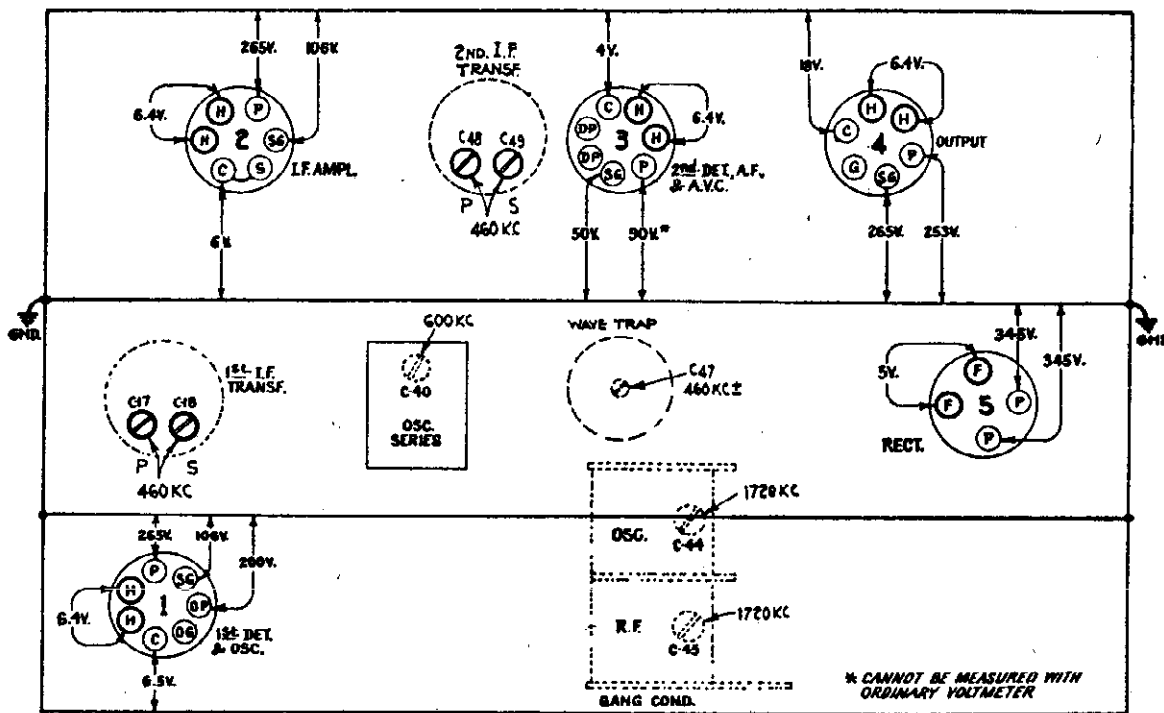 265V.
106V.
6.4V.
H
P
H
2
SG
C
S
I.F. AMPL.
6V.
2ND. I.F.
TRANSF.
C48
C49
P
S
460 KC
4V.
C
H
DP
3
H
DP
SG
P
6.4V.
2nd DET., A.F.,
& A.V.C.
50V.
90V.*
18V.
6.4V.
H
H
C
4
P
G
SG
OUTPUT
265V.
253V.
GND.
1st I.F.
TRANSF.
C17
C18
P
S
460 KC
600 KC
C-40
OSC.
SERIES
WAVE TRAP
C47
460 KC ±
345V.
345V.
5V.
F
F
5
P
P
RECT.
265V.
106V.
200V.
6.4V.
P
H
SG
1
OP
H
C
OG
1st DET.
& OSC.
6.5V.
1720 KC
OSC.
C-44
1720 KC
R.F.
C-45
GANG COND.
* CANNOT BE MEASURED WITH
ORDINARY VOLTMETER